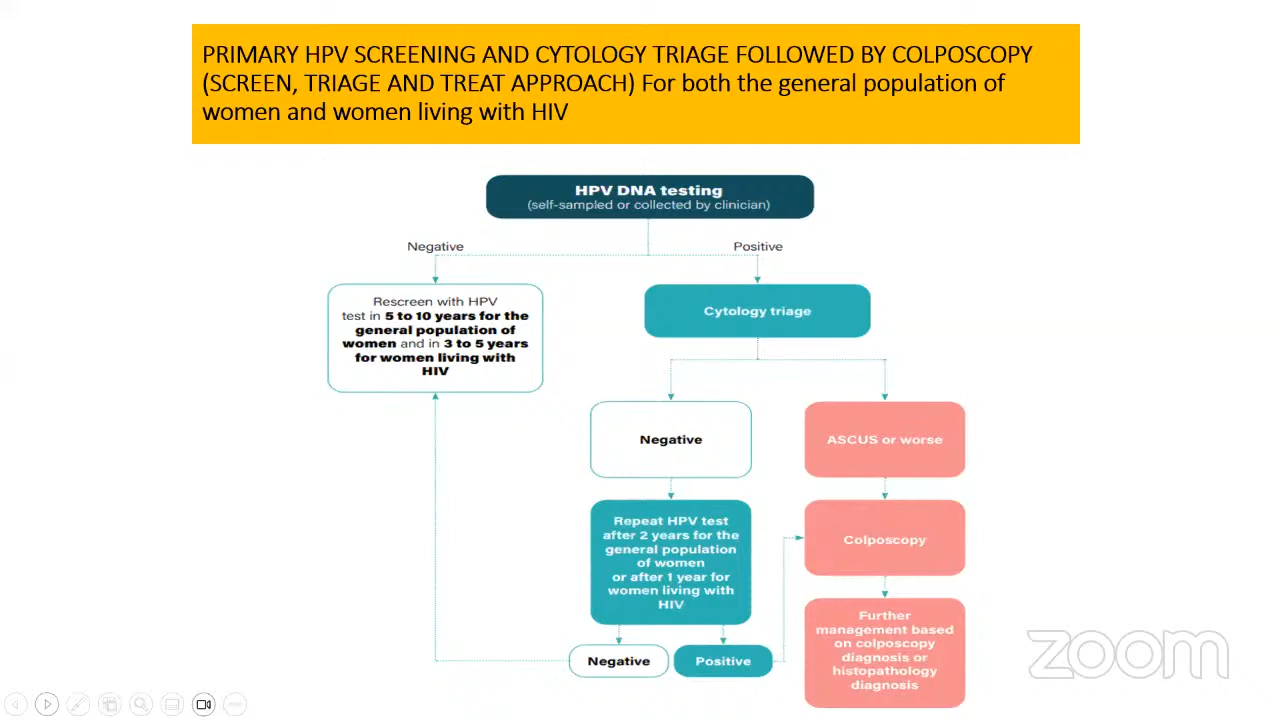 PRIMARY HPV SCREENING AND CYTOLOGY TRIAGE FOLLOWED BY COLPOSCOPY
(SCREEN, TRIAGE AND TREAT APPROACH) For both the general population of
women and women living with HIV
HPV DNA testing
(self-sampled or collected by clinician)
Negative
Positive
Rescreen with HPV
test in 5 to 10 years for the
general population of
women and in 3 to 5 years
for women living with
HIV
Cytology triage
Negative
ASCUS or worse
Repeat HPV test
after 2 years for the
general population
of women
or after 1 year for
women living with
HIV
Colposcopy
Negative
Positive
Further
management based
on colposcopy
diagnosis or
histopathology
diagnosis
zoom